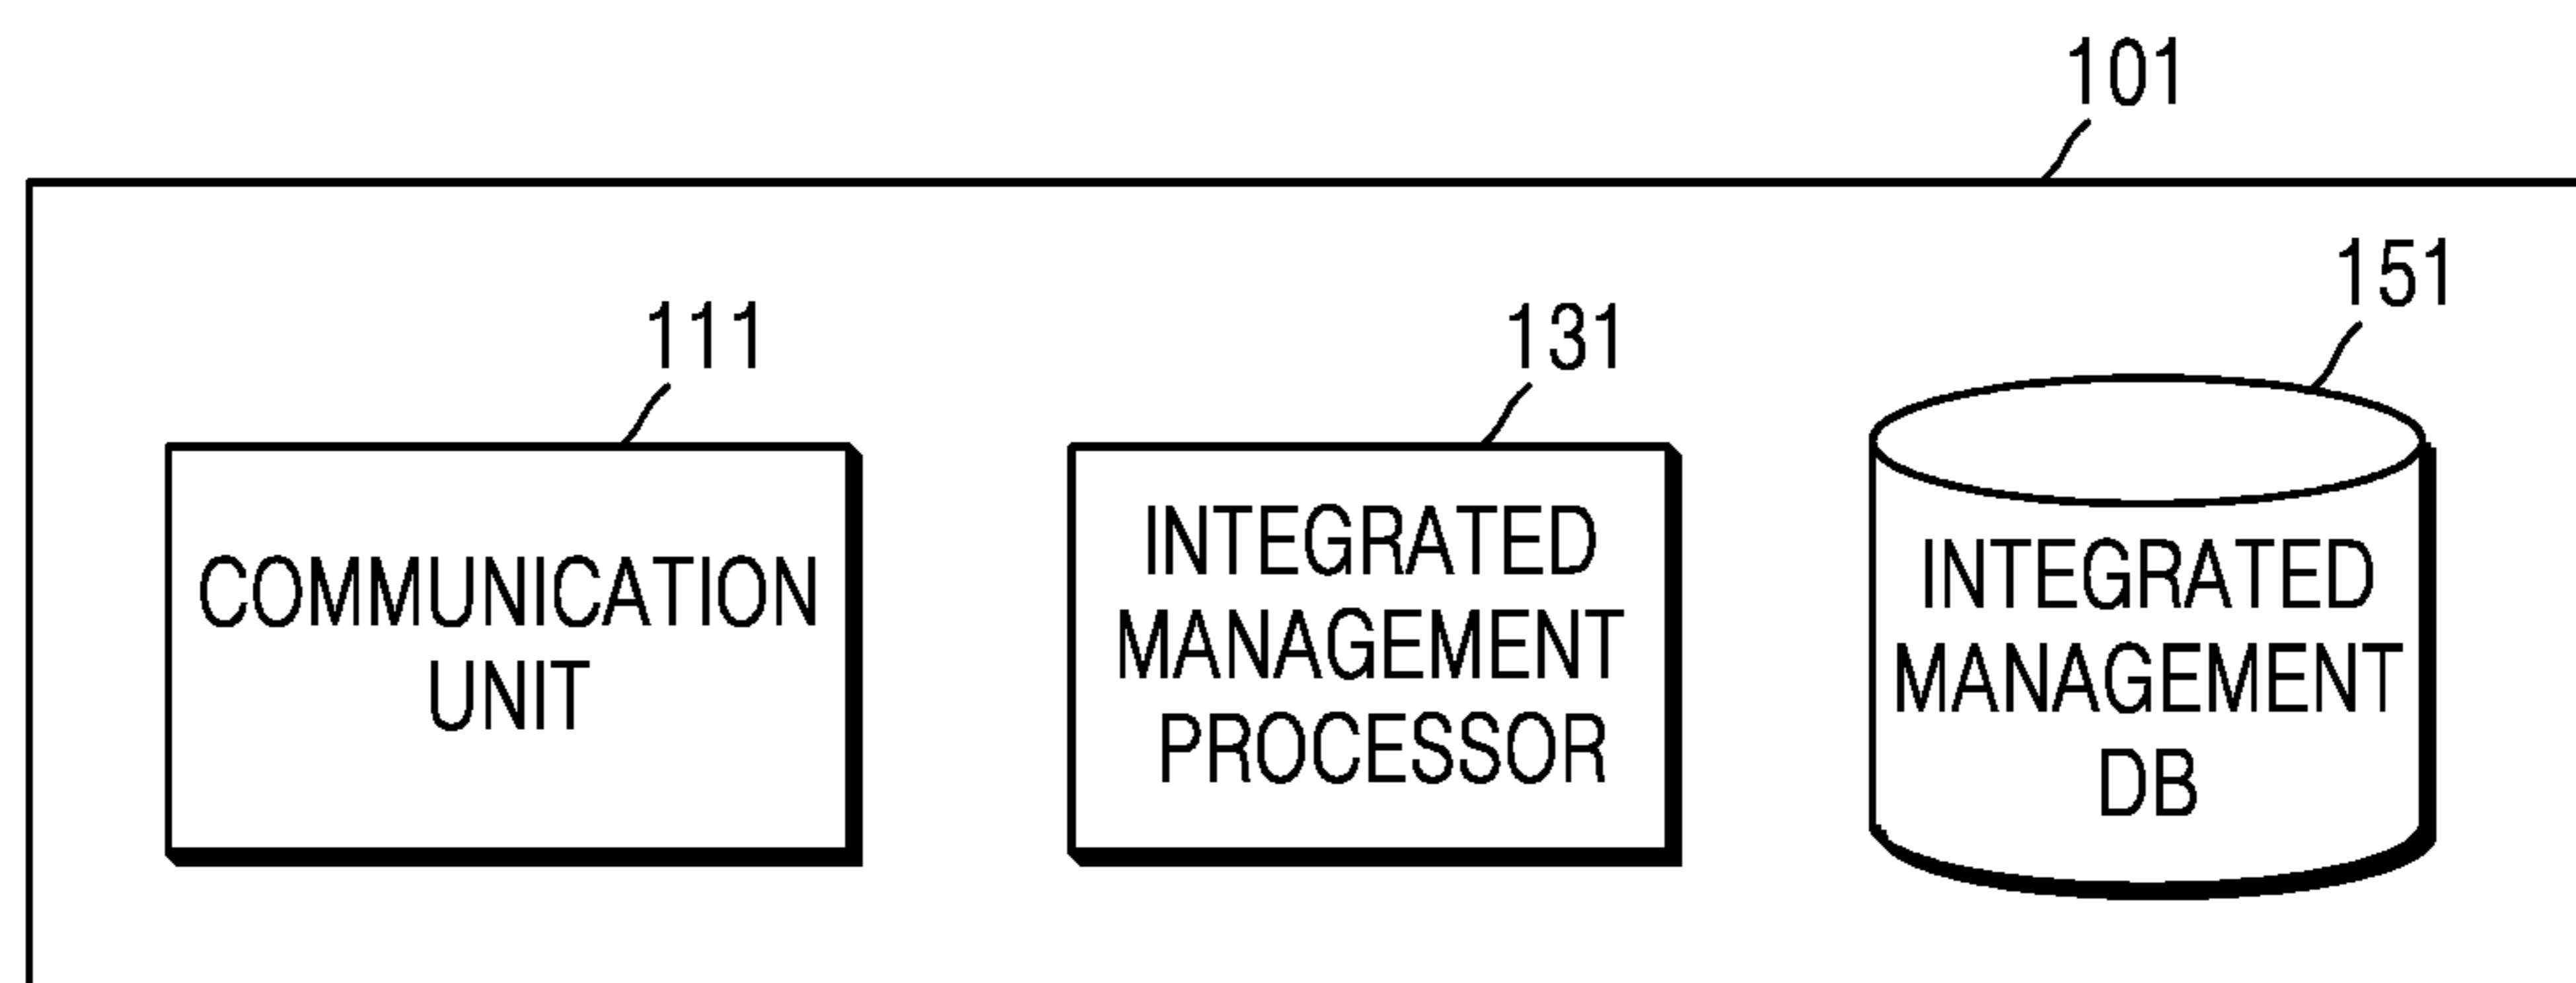 101
151
111
131
COMMUNICATION
UNIT
INTEGRATED
MANAGEMENT
PROCESSOR
INTEGRATED
MANAGEMENT
DB